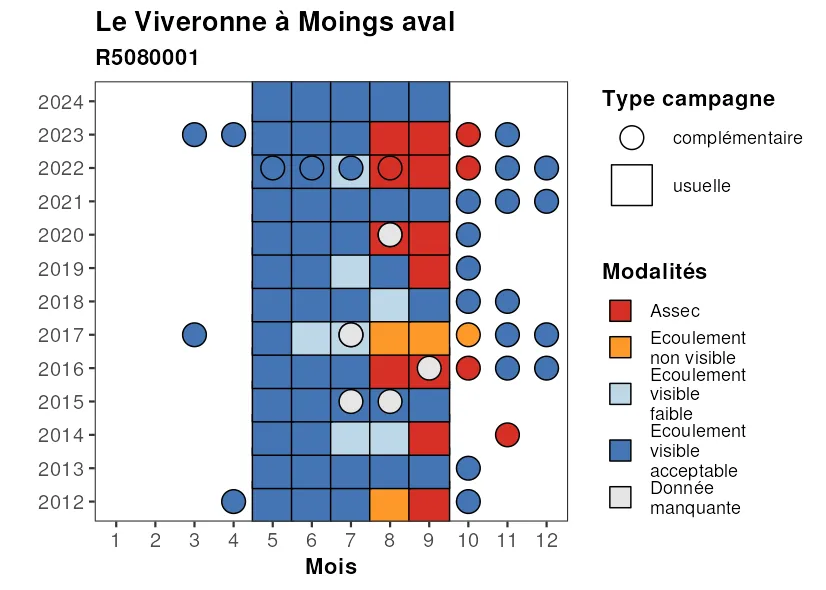 Le Viveronne à Moings aval
R5080001
2024
2023
2022
2021
2020
2019
2018
2017
2016
2015
2014
2013
2012
1 2 3 4 5 6 7 8 9 10 11 12
Mois
Type campagne
complémentaire
usuelle
Modalités
Assec
Ecoulement
non visible
Ecoulement
visible
faible
Ecoulement
visible
acceptable
Donnée
manquante